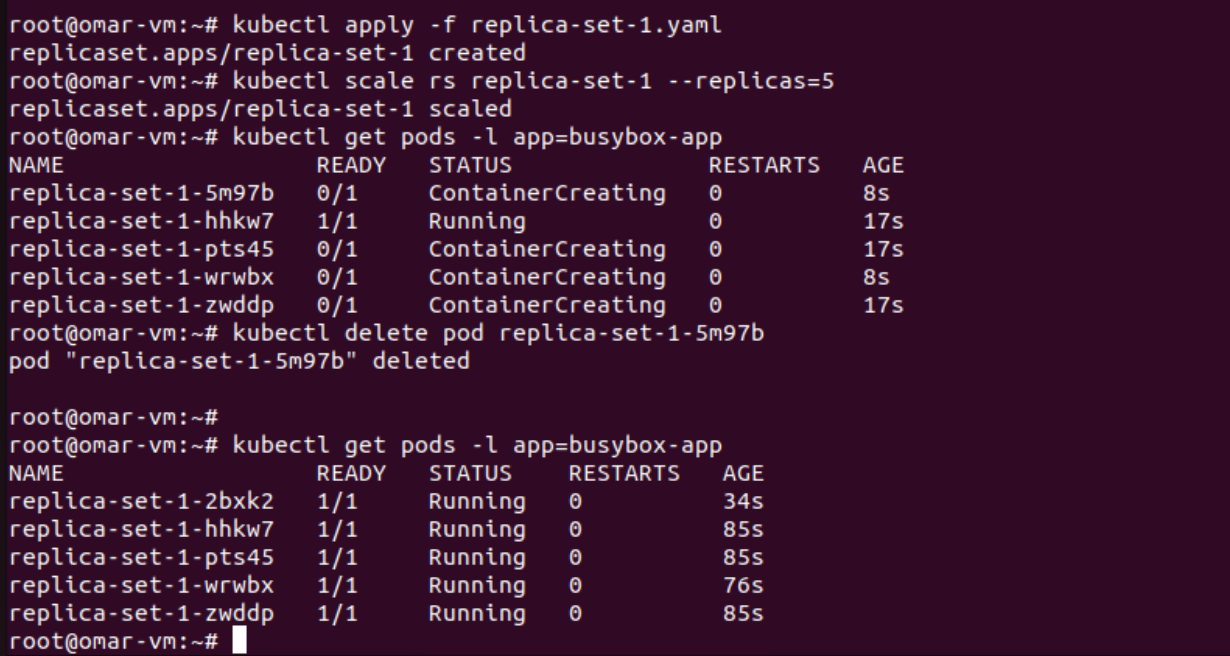 root@omar-vm:~# kubectl apply -f replica-set-1.yaml
replicaset.apps/replica-set-1 created
root@omar-vm:~# kubectl scale rs replica-set-1 --replicas=5
replicaset.apps/replica-set-1 scaled
root@omar-vm:~# kubectl get pods -l app=busybox-app
NAME                  READY   STATUS              RESTARTS   AGE
replica-set-1-5m97b   0/1     ContainerCreating   0          8s
replica-set-1-hhkw7   1/1     Running             0          17s
replica-set-1-pts45   0/1     ContainerCreating   0          17s
replica-set-1-wrwbx   0/1     ContainerCreating   0          8s
replica-set-1-zwddp   0/1     ContainerCreating   0          17s
root@omar-vm:~# kubectl delete pod replica-set-1-5m97b
pod "replica-set-1-5m97b" deleted
root@omar-vm:~#
root@omar-vm:~# kubectl get pods -l app=busybox-app
NAME                  READY   STATUS    RESTARTS   AGE
replica-set-1-2bxk2   1/1     Running   0          34s
replica-set-1-hhkw7   1/1     Running   0          85s
replica-set-1-pts45   1/1     Running   0          85s
replica-set-1-wrwbx   1/1     Running   0          76s
replica-set-1-zwddp   1/1     Running   0          85s
root@omar-vm:~#